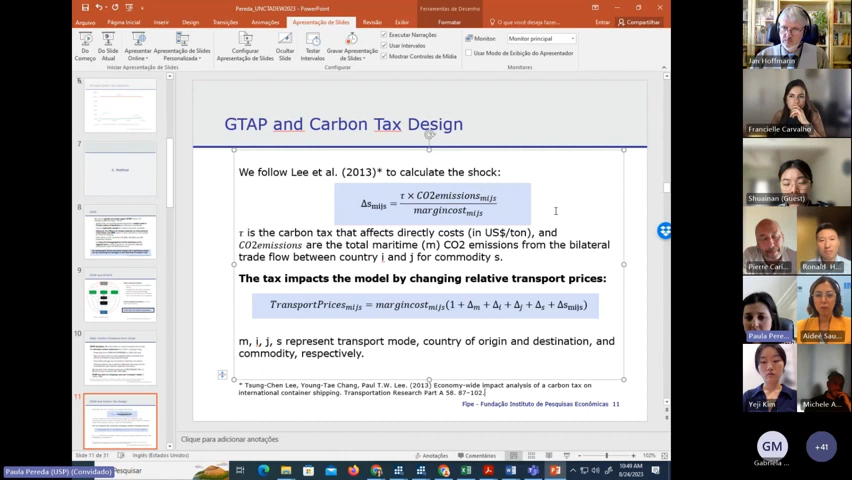 Pereda_UNCTADEW2023 - PowerPoint
Ferramentas de Desenho
Arquivo Página Inicial Inserir Design Transições Animações Apresentação de Slides Revisão Exibir Formatar O que você deseja fazer... Entrar Compartilhar
Do Começo
Do Slide Atual
Apresentar Online
Apresentação de Slides Personalizada
Configurar Apresentação de Slides
Ocultar Slide
Testar Intervalos
Gravar Apresentação de Slides
Executar Narrações
Usar Intervalos
Mostrar Controles de Mídia
Monitor: Monitor principal
Usar Modo de Exibição do Apresentador
Iniciar Apresentação de Slides
Configurar
Monitores
7
8
9
10
11
GTAP and Carbon Tax Design
We follow Lee et al. (2013)* to calculate the shock:
Δs_mijs = τ × CO2emissions_mijs / margincost_mijs
τ is the carbon tax that affects directly costs (in US$/ton), and
CO2emissions are the total maritime (m) CO2 emissions from the bilateral
trade flow between country i and j for commodity s.
The tax impacts the model by changing relative transport prices:
TransportPrices_mijs = margincost_mijs(1 + Δ_m + Δ_i + Δ_j + Δ_s + Δs_mijs)
m, i, j, s represent transport mode, country of origin and destination, and
commodity, respectively.
* Tsung-Chen Lee, Young-Tae Chang, Paul T.W. Lee. (2013) Economy-wide impact analysis of a carbon tax on
international container shipping. Transportation Research Part A 58. 87–102.
Fipe - Fundação Instituto de Pesquisas Econômicas 11
Clique para adicionar anotações
Slide 11 de 31 Inglês (Estados Unidos) Anotações Comentários 102%
Pesquisar
10:49 AM
8/24/2023
Paula Pereda (USP) (Convidado)
Jan Hoffmann
Francielle Carvalho
Shuainan (Guest)
Pierre Cari...
Ronald H...
Paula Pere...
Aideé Sau...
Yeji Kim
Michele A...
GM
Gabriela ...
+41